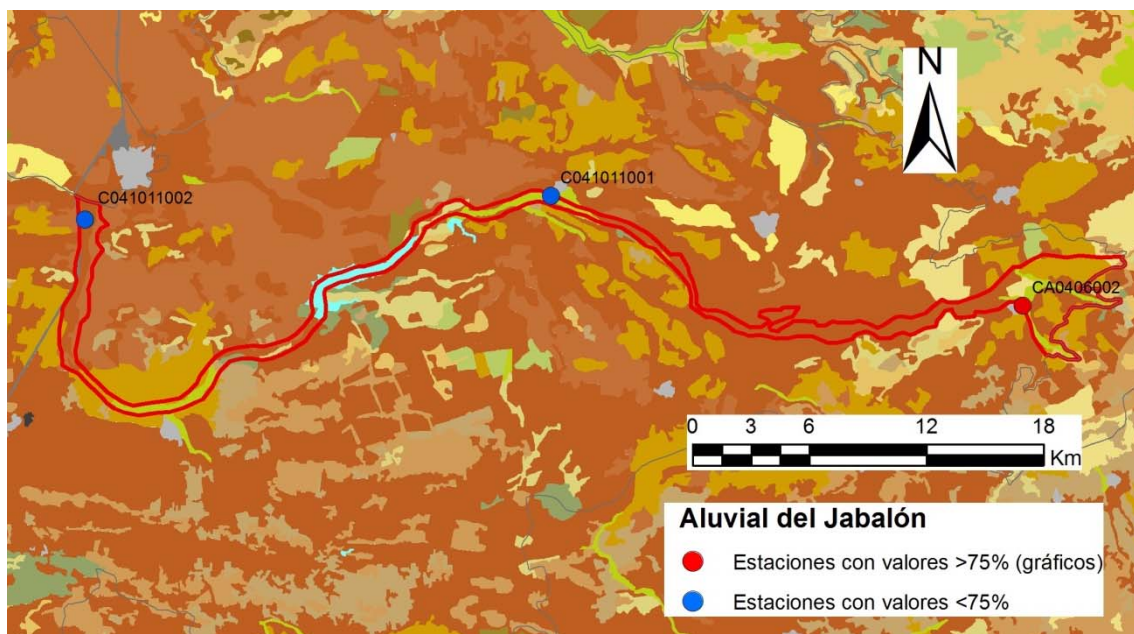 N
C041011001
C041011002
CA0406002
0 3 6 12 18
Km
Aluvial del Jabalón
Estaciones con valores >75% (gráficos)
Estaciones con valores <75%